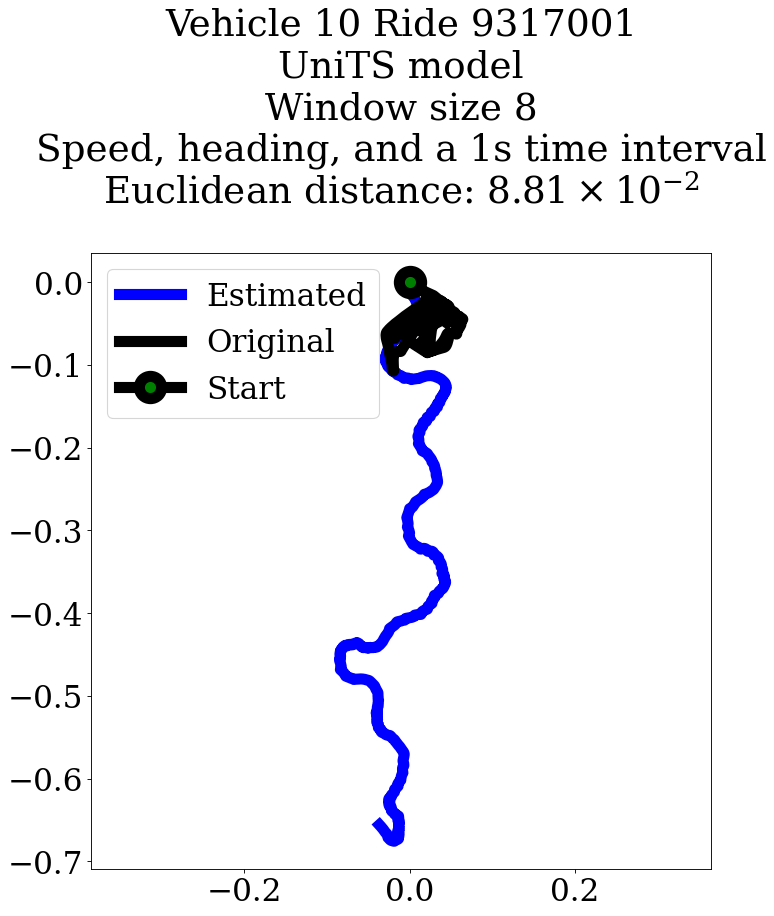 Vehicle 10 Ride 9317001
UniTS model
Window size 8
Speed, heading, and a 1s time interval
Euclidean distance: 8.81 × 10⁻²
Estimated
Original
Start
0.0
−0.1
−0.2
−0.3
−0.4
−0.5
−0.6
−0.7
−0.2 0.0 0.2